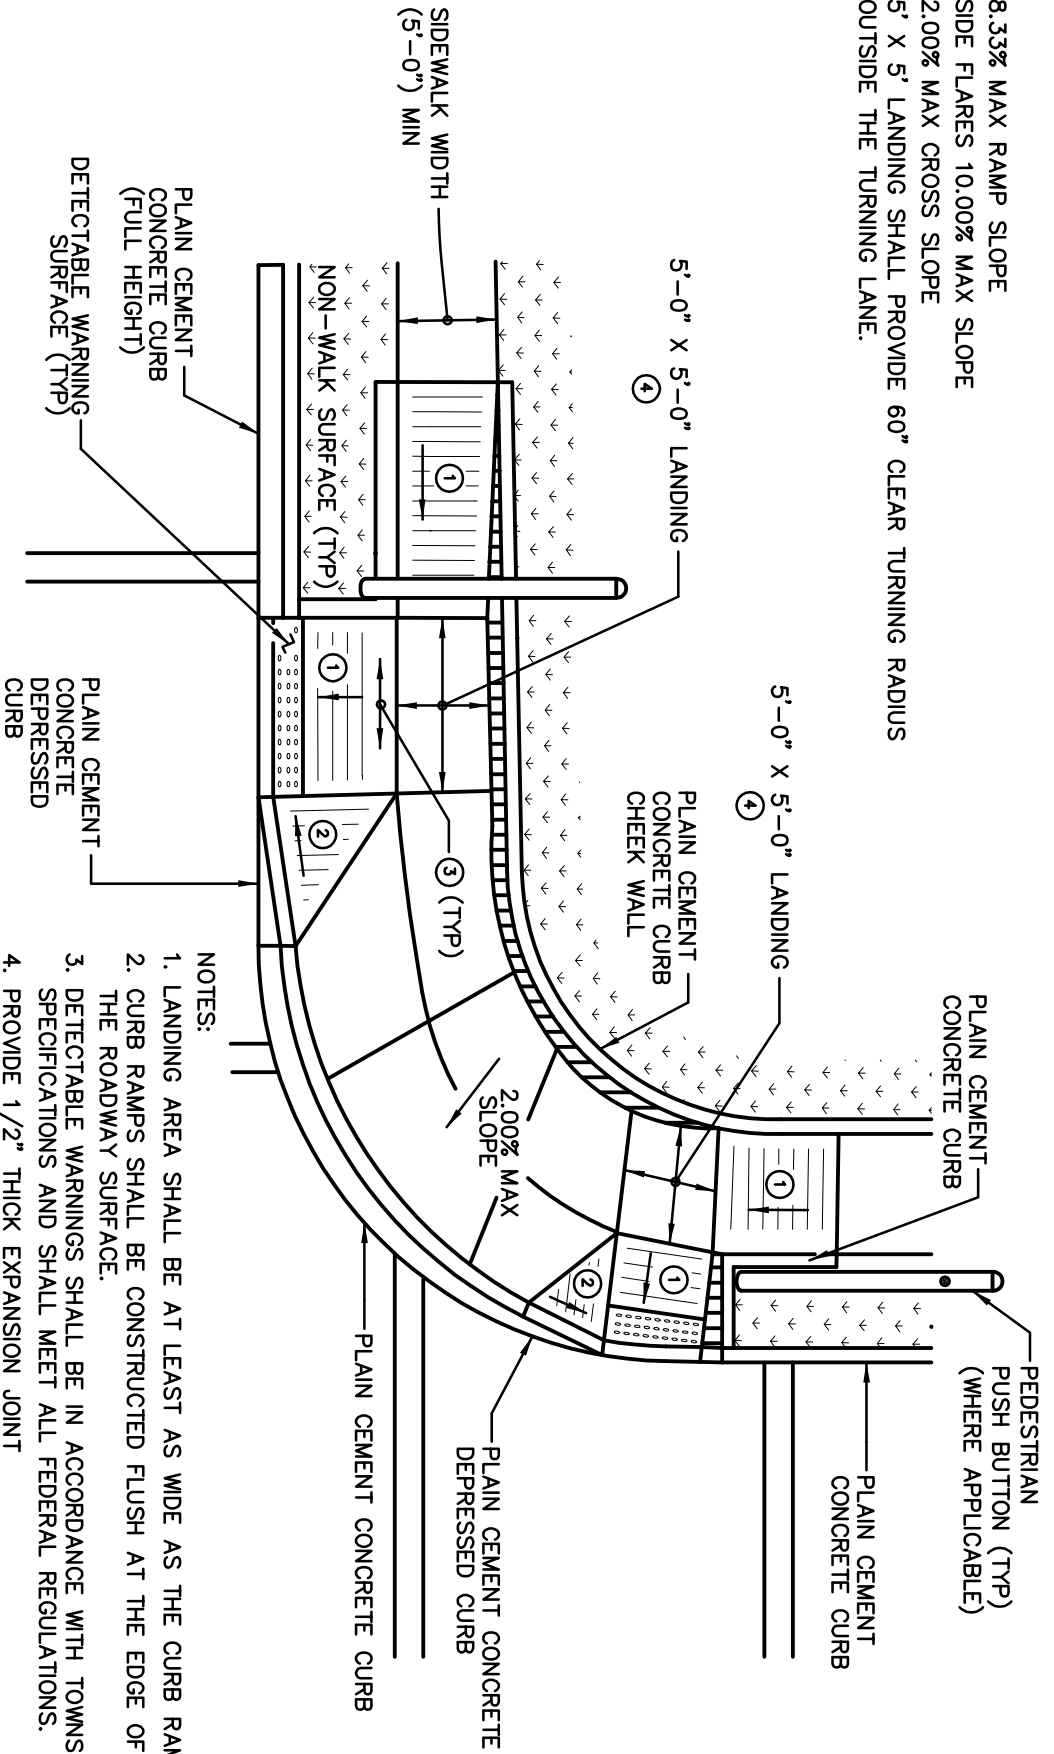 8.33% MAX RAMP SLOPE
SIDE FLARES 10.00% MAX SLOPE
2.00% MAX CROSS SLOPE
5' X 5' LANDING SHALL PROVIDE 60" CLEAR TURNING RADIUS
OUTSIDE THE TURNING LANE.
SIDEWALK WIDTH
(5'-0") MIN
5'-0" X 5'-0" LANDING
4
5'-0" X 5'-0" LANDING
4
PLAIN CEMENT
CONCRETE CURB
PEDESTRIAN
PUSH BUTTON (TYP)
(WHERE APPLICABLE)
PLAIN CEMENT
CONCRETE CURB
CHEEK WALL
PLAIN CEMENT
CONCRETE CURB
NON-WALK SURFACE (TYP)
1
1
2
3 (TYP)
2.00% MAX
SLOPE
1
1
2
PLAIN CEMENT
CONCRETE CURB
(FULL HEIGHT)
DETECTABLE WARNING
SURFACE (TYP)
PLAIN CEMENT
CONCRETE
DEPRESSED
CURB
PLAIN CEMENT CONCRETE
DEPRESSED CURB
PLAIN CEMENT CONCRETE CURB
NOTES:
1. LANDING AREA SHALL BE AT LEAST AS WIDE AS THE CURB
2. CURB RAMPS SHALL BE CONSTRUCTED FLUSH AT THE EDGE OF
THE ROADWAY SURFACE.
3. DETECTABLE WARNINGS SHALL BE IN ACCORDANCE WITH TOWNS
SPECIFICATIONS AND SHALL MEET ALL FEDERAL REGULATIONS.
4. PROVIDE 1/2" THICK EXPANSION JOINT